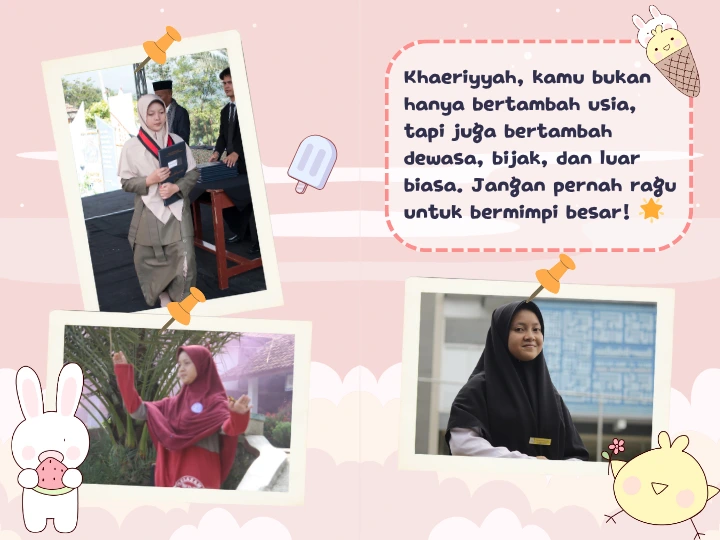 Khaeriyyah, kamu bukan
hanya bertambah usia,
tapi juga bertambah
dewasa, bijak, dan luar
biasa. Jangan pernah ragu
untuk bermimpi besar!